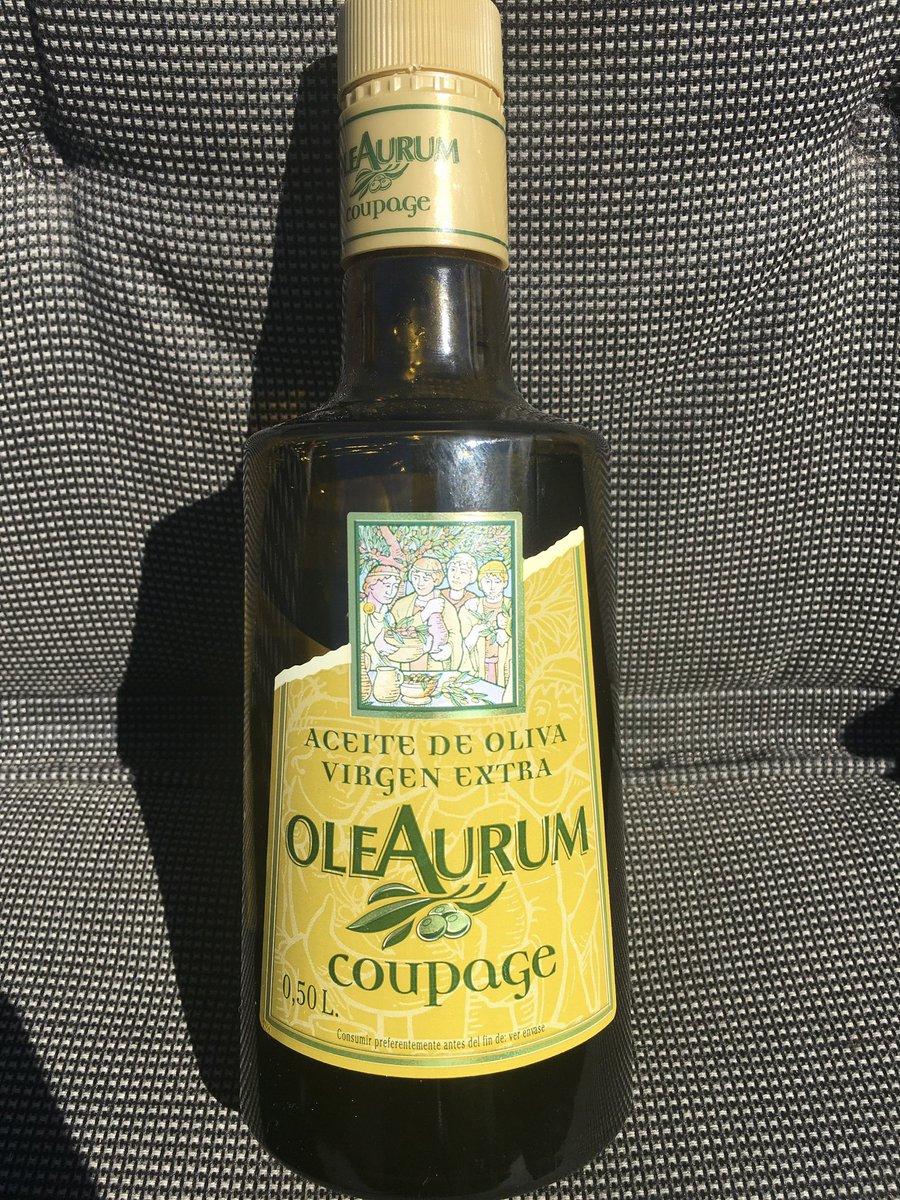 OLEAURUM
coupage
ACEITE DE OLIVA
VIRGEN EXTRA
OLEAURUM
coupage
0,50 L.
Consumir preferentemente antes del fin de: ver envase